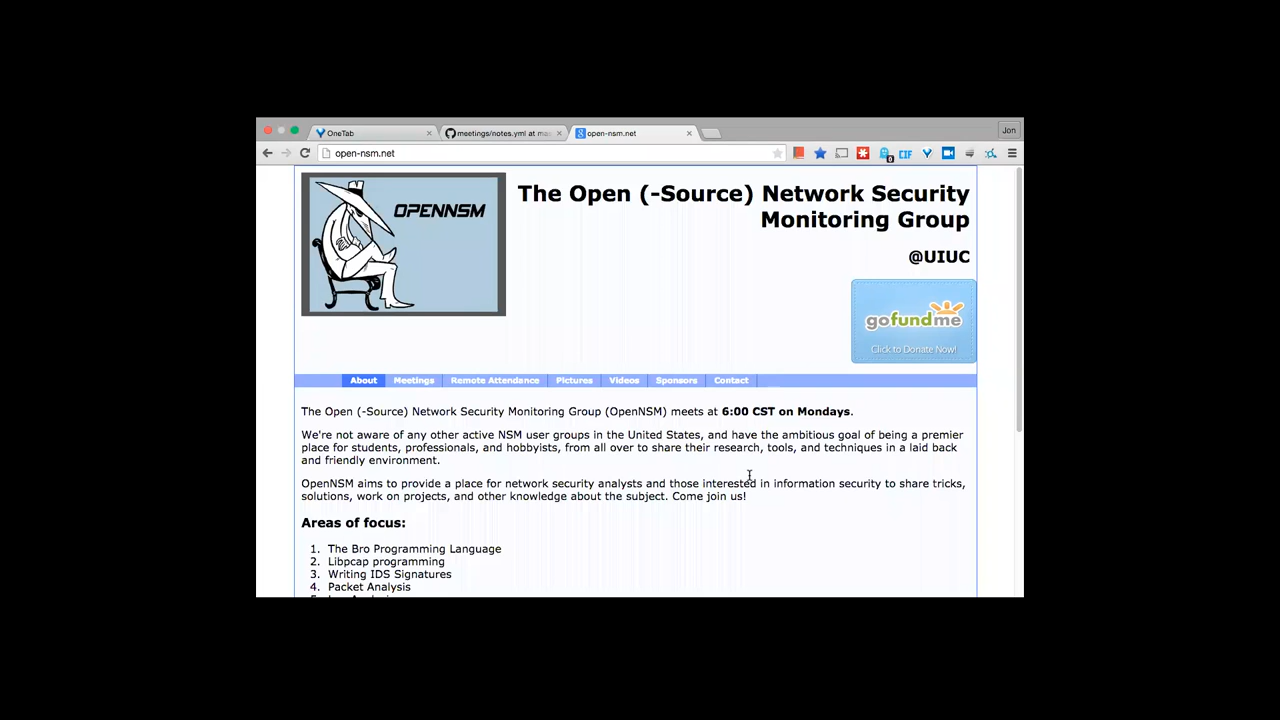 OneTab
meetings/notes.yml at
open-nsm.net
Jon
open-nsm.net
0
CIF
OPENNSM
The Open (-Source) Network Security
Monitoring Group
@UIUC
gofundme
Click to Donate Now!
About Meetings Remote Attendance Pictures Videos Sponsors Contact
The Open (-Source) Network Security Monitoring Group (OpenNSM) meets at 6:00 CST on Mondays.
We're not aware of any other active NSM user groups in the United States, and have the ambitious goal of being a premier
place for students, professionals, and hobbyists, from all over to share their research, tools, and techniques in a laid back
and friendly environment.
OpenNSM aims to provide a place for network security analysts and those interested in information security to share tricks,
solutions, work on projects, and other knowledge about the subject. Come join us!
Areas of focus:
1. The Bro Programming Language
2. Libpcap programming
3. Writing IDS Signatures
4. Packet Analysis